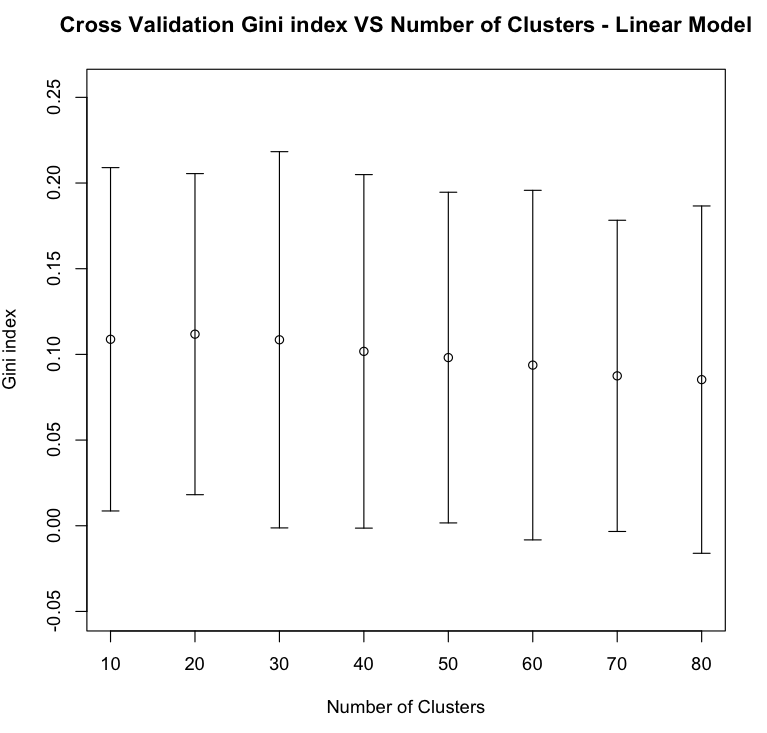 Cross Validation Gini index VS Number of Clusters - Linear Model
Gini index
0.25
0.20
0.15
0.10
0.05
0.00
-0.05
10 20 30 40 50 60 70 80
Number of Clusters